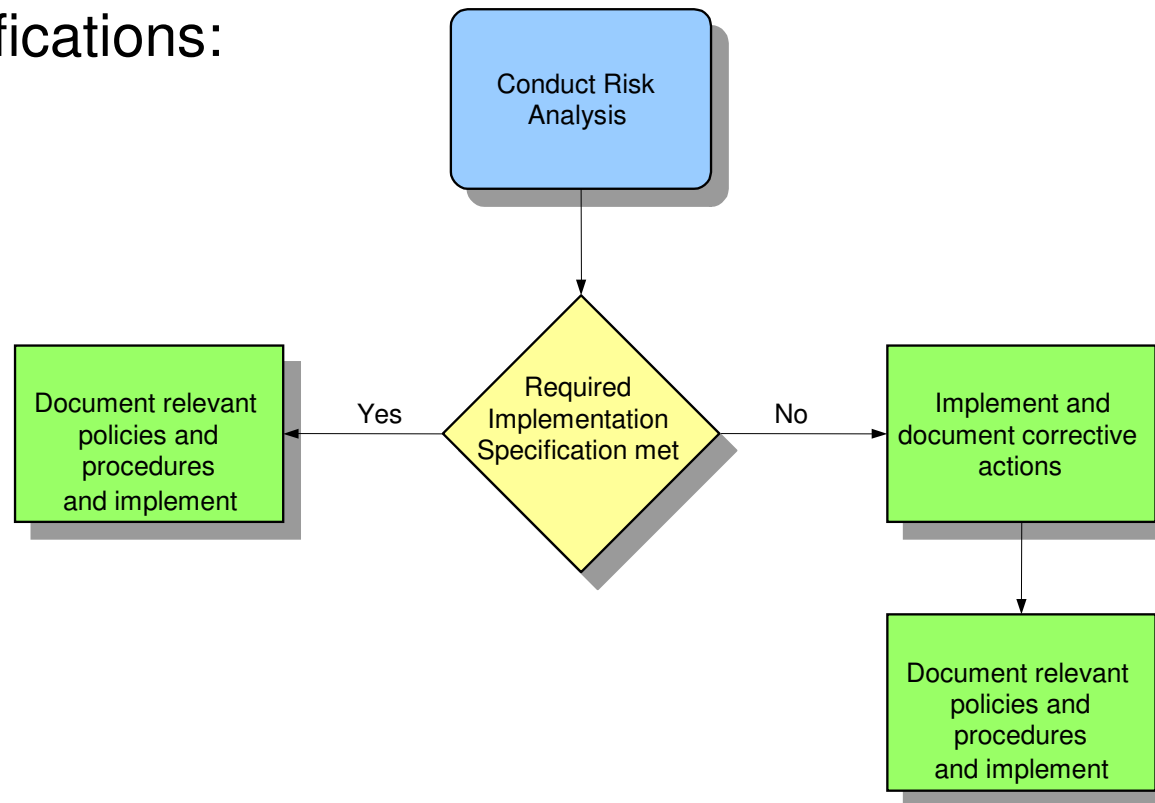 fications:
Conduct Risk
Analysis
Required
Implementation
Specification met
Yes
No
Document relevant
policies and
procedures
and implement
Implement and
document corrective
actions
Document relevant
policies and
procedures
and implement